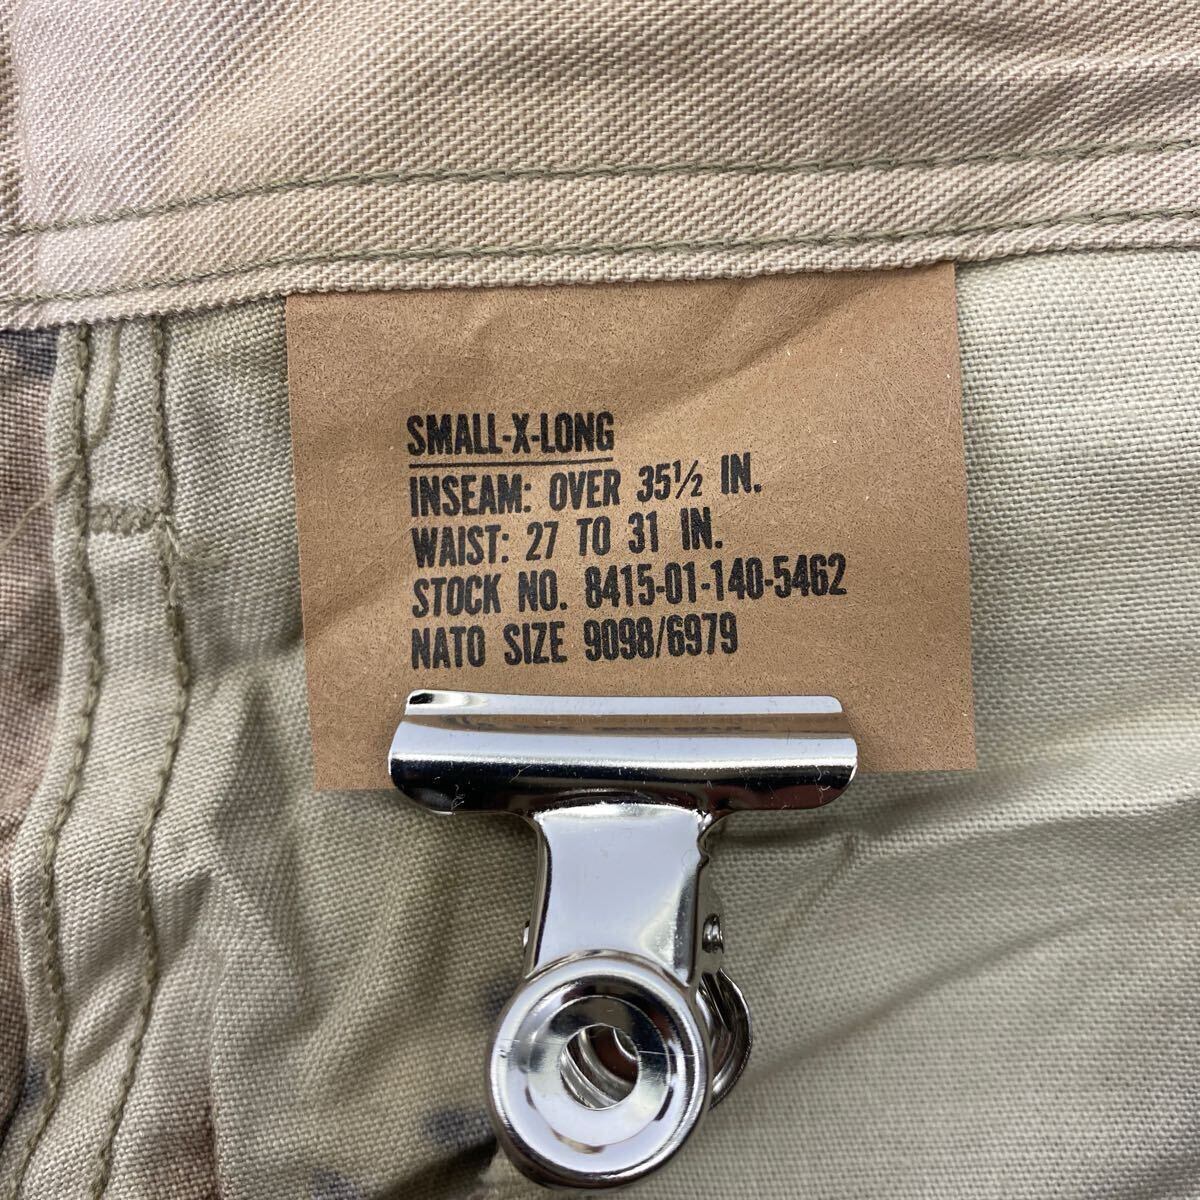 SMALL-X-LONG
INSEAM: OVER 35½ IN.
WAIST: 27 TO 31 IN.
STOCK NO. 8415-01-140-5462
NATO SIZE 9098/6979